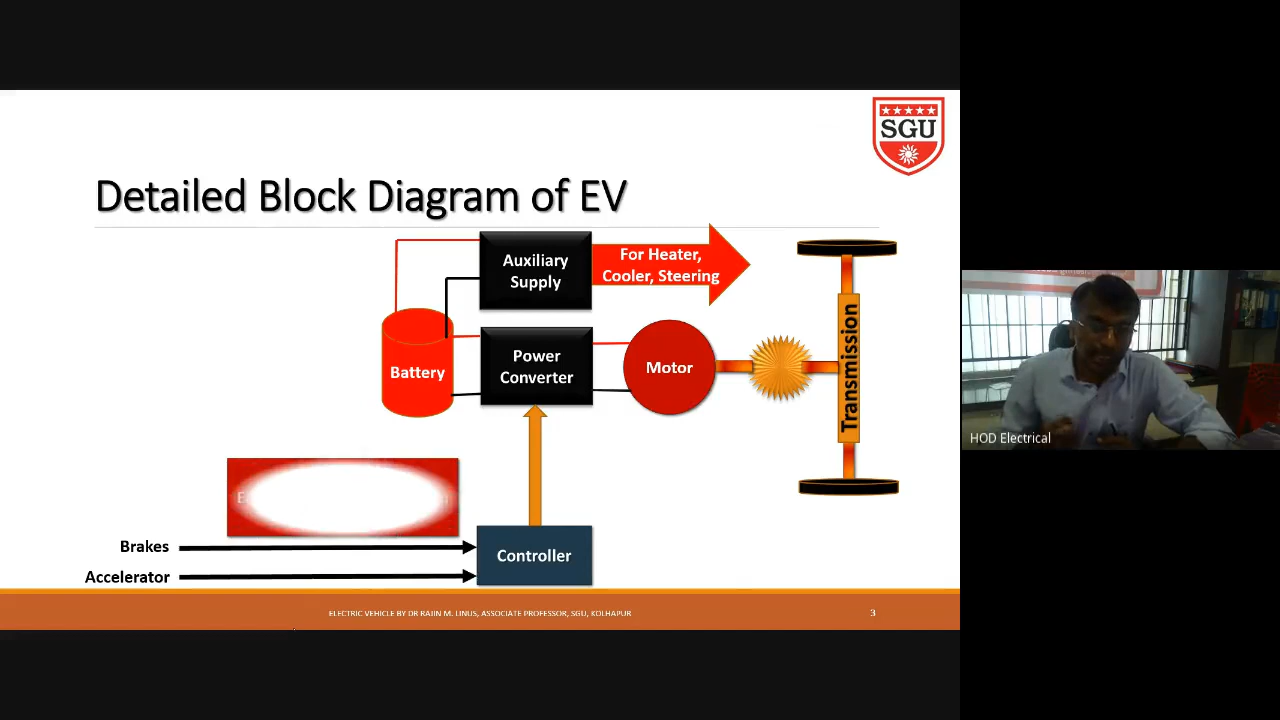 SGU
Detailed Block Diagram of EV
Auxiliary
Supply
For Heater,
Cooler, Steering
Battery
Power
Converter
Motor
Transmission
HOD Electrical
Brakes
Accelerator
Controller
ELECTRIC VEHICLE BY DR RAJIN M. LINUS, ASSOCIATE PROFESSOR, SGU, KOLHAPUR
3